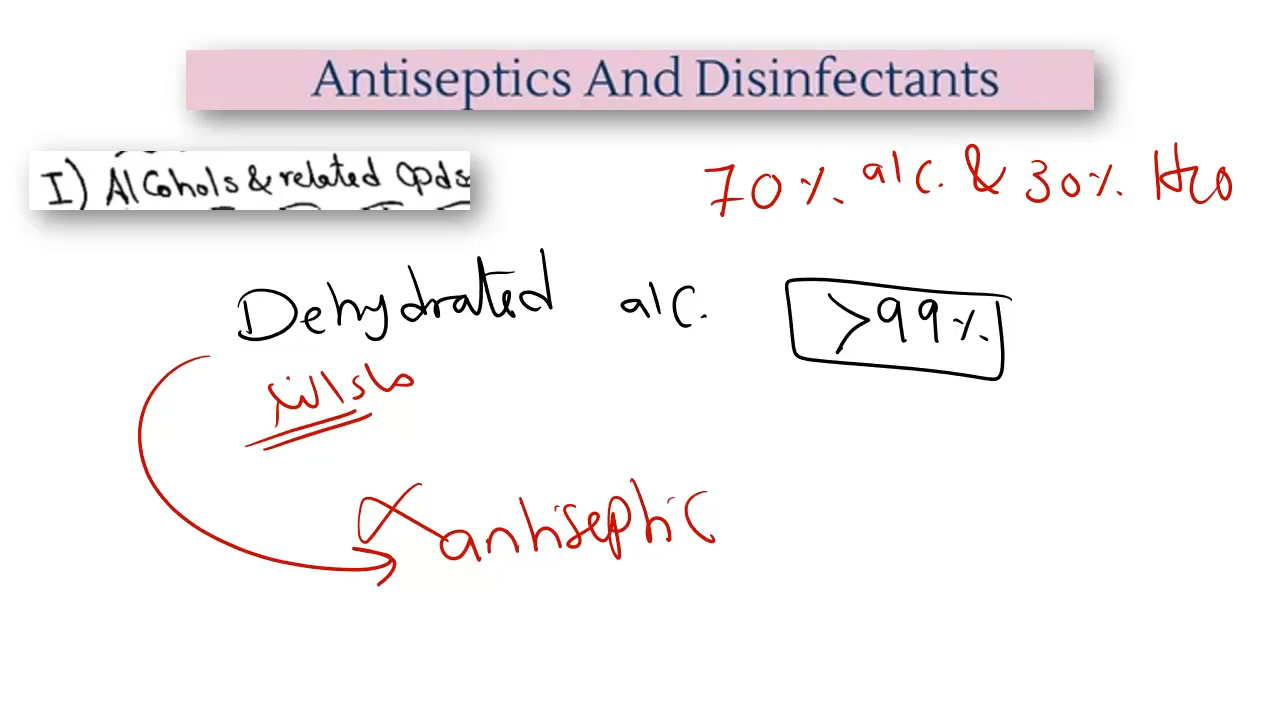 Antiseptics And Disinfectants
I) Alcohols & related cpds
70% alc. & 30% H2O
Dehydrated alc. >99%
antiseptic